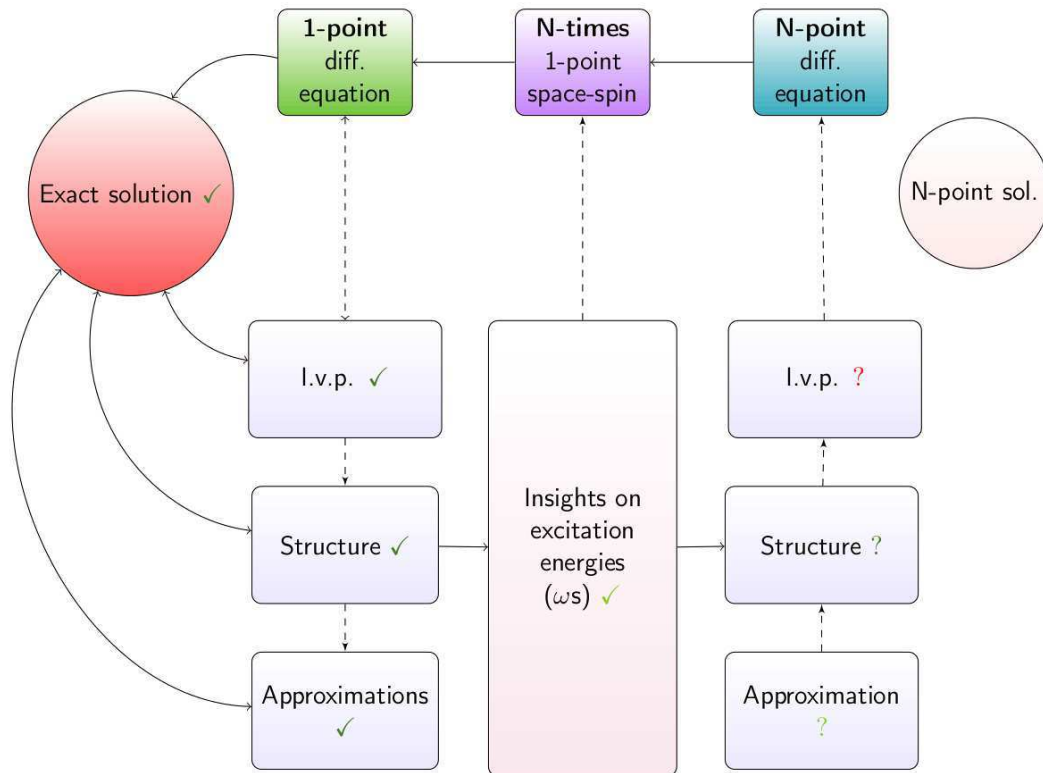 1-point
diff.
equation
N-times
1-point
space-spin
N-point
diff.
equation
Exact solution ✓
N-point sol.
I.v.p. ✓
I.v.p. ?
Structure ✓
Insights on
excitation
energies
(ωs) ✓
Structure ?
Approximations
✓
Approximation
?